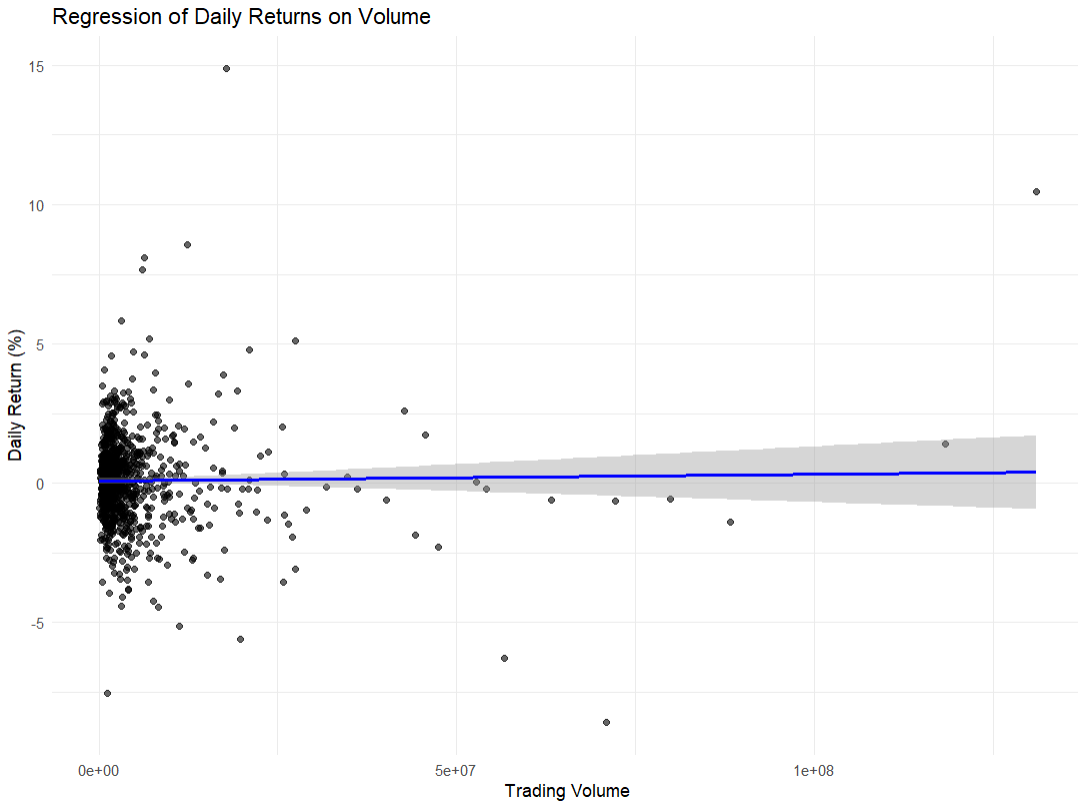 Regression of Daily Returns on Volume
15
10
5
0
-5
Daily Return (%)
0e+00
5e+07
1e+08
Trading Volume